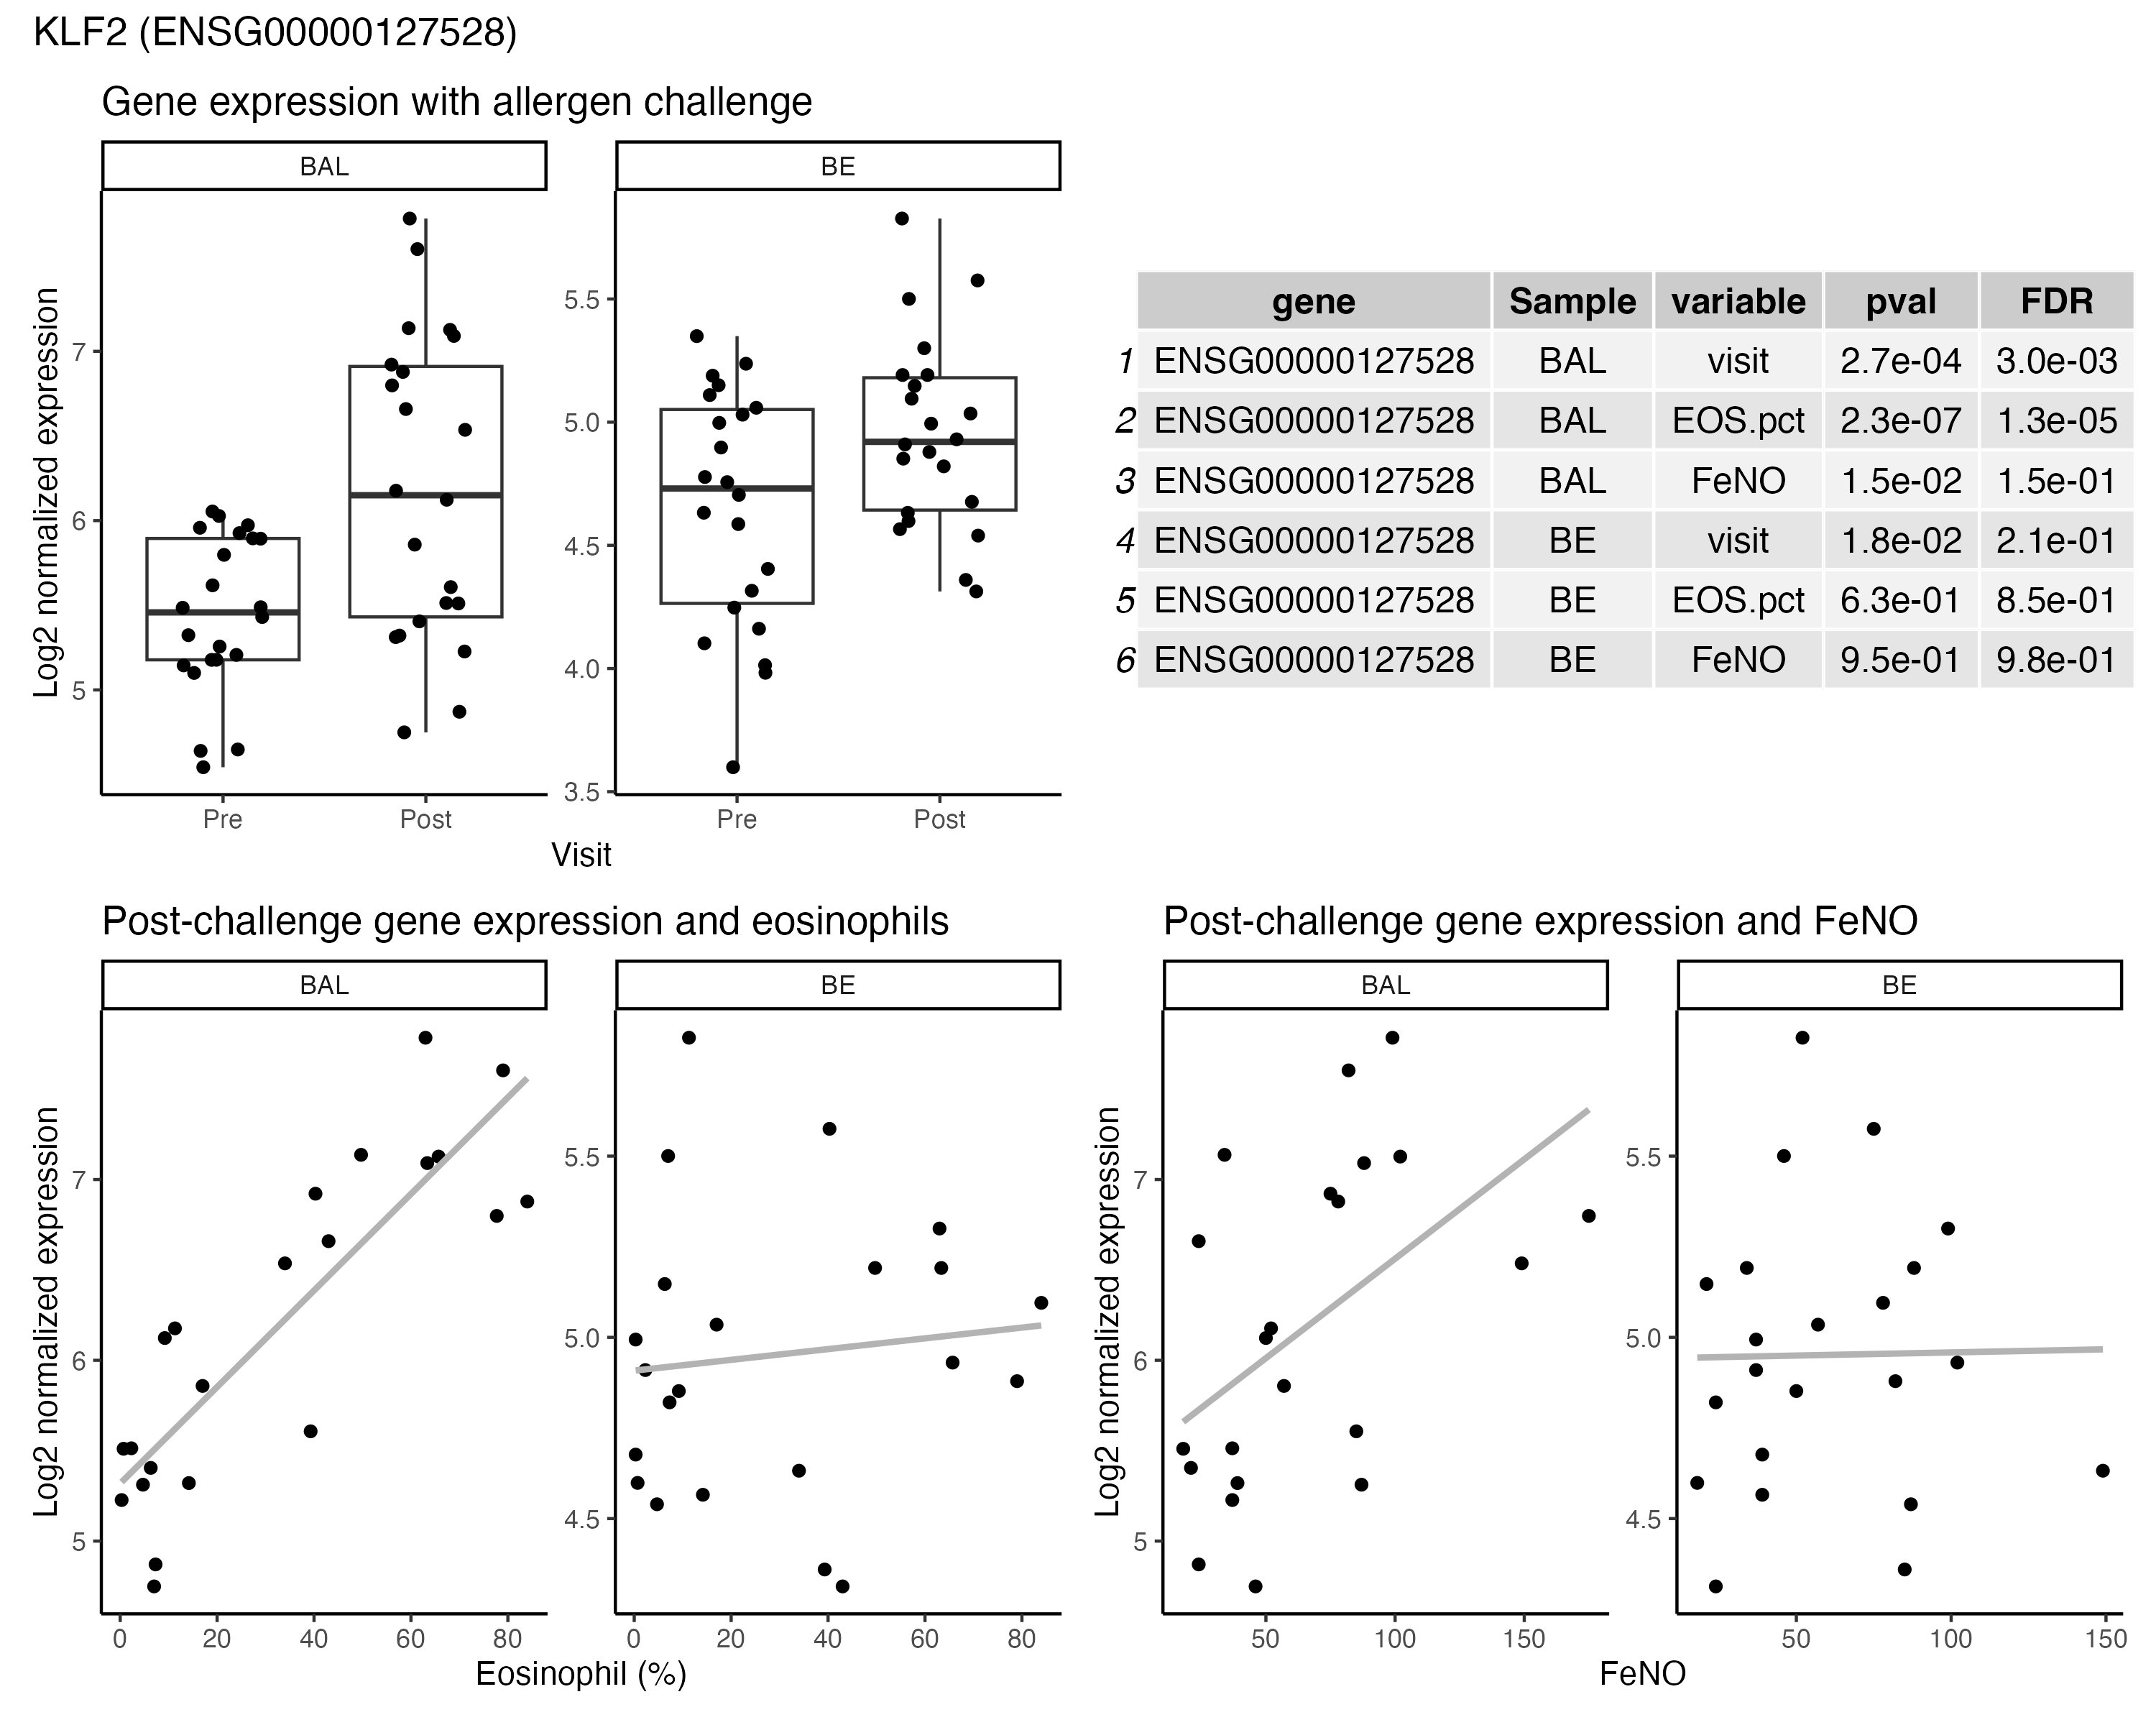 KLF2 (ENSG00000127528)
Gene expression with allergen challenge
BAL
BE
Log2 normalized expression
7
6
5
5.5
5.0
4.5
4.0
3.5
Pre
Post
Pre
Post
Visit
gene Sample variable pval FDR
1 ENSG00000127528 BAL visit 2.7e-04 3.0e-03
2 ENSG00000127528 BAL EOS.pct 2.3e-07 1.3e-05
3 ENSG00000127528 BAL FeNO 1.5e-02 1.5e-01
4 ENSG00000127528 BE visit 1.8e-02 2.1e-01
5 ENSG00000127528 BE EOS.pct 6.3e-01 8.5e-01
6 ENSG00000127528 BE FeNO 9.5e-01 9.8e-01
Post-challenge gene expression and eosinophils
BAL
BE
Log2 normalized expression
7
6
5
5.5
5.0
4.5
0 20 40 60 80
0 20 40 60 80
Eosinophil (%)
Post-challenge gene expression and FeNO
BAL
BE
Log2 normalized expression
7
6
5
5.5
5.0
4.5
50 100 150
50 100 150
FeNO